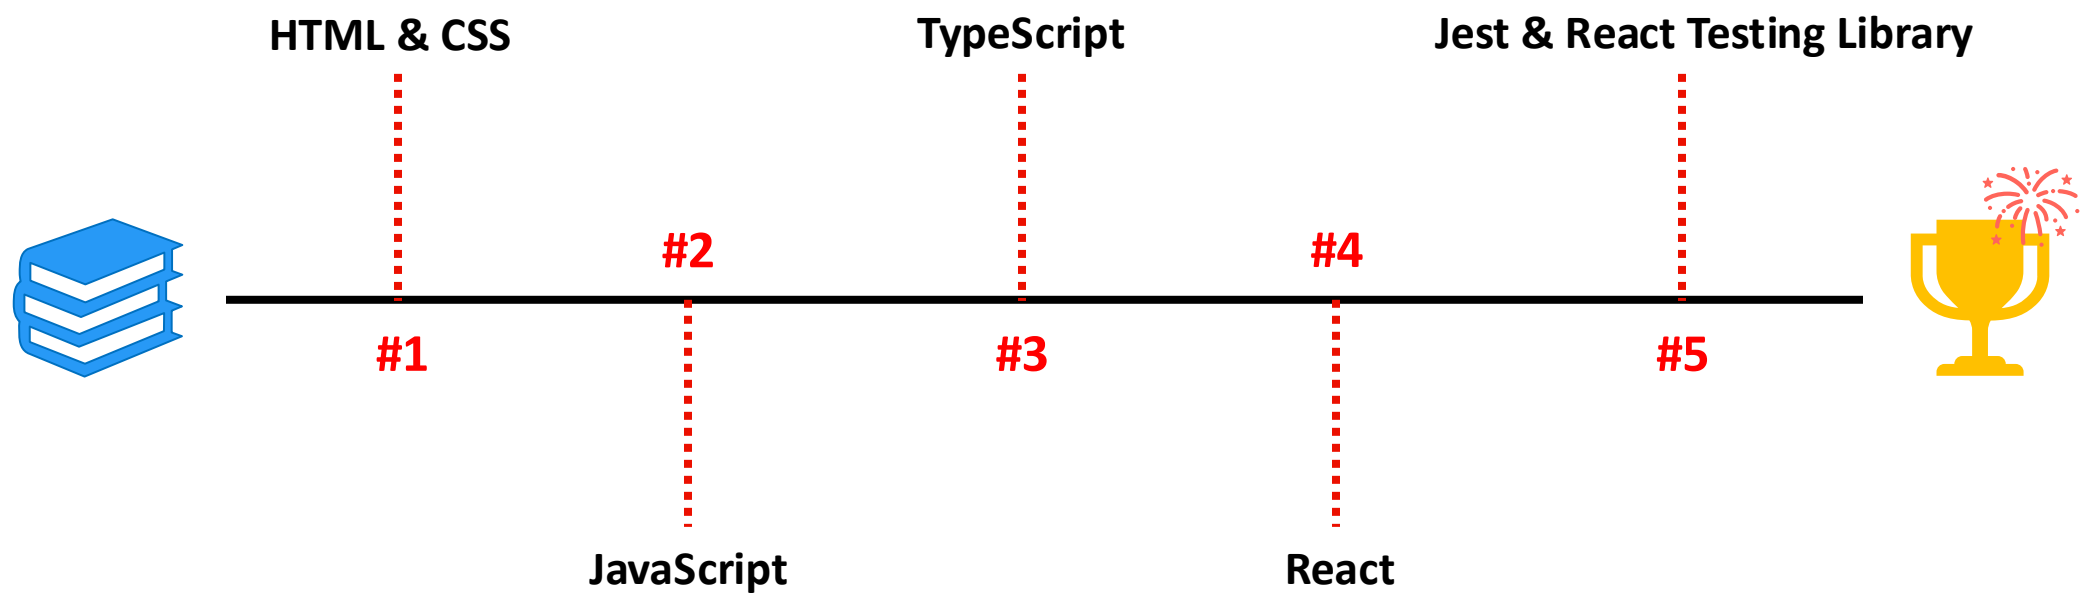 HTML & CSS
TypeScript
Jest & React Testing Library
#2
#4
#1
#3
#5
JavaScript
React